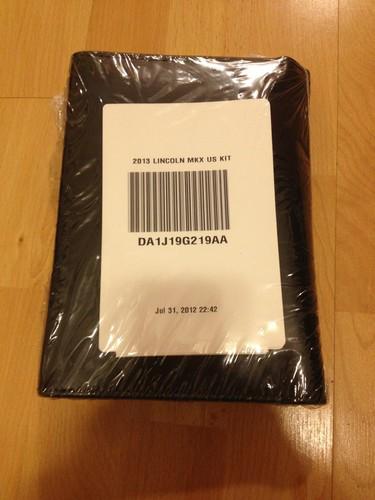 2013 LINCOLN MKX US KIT
DA1J19G219AA
Jul 31, 2012 22:42